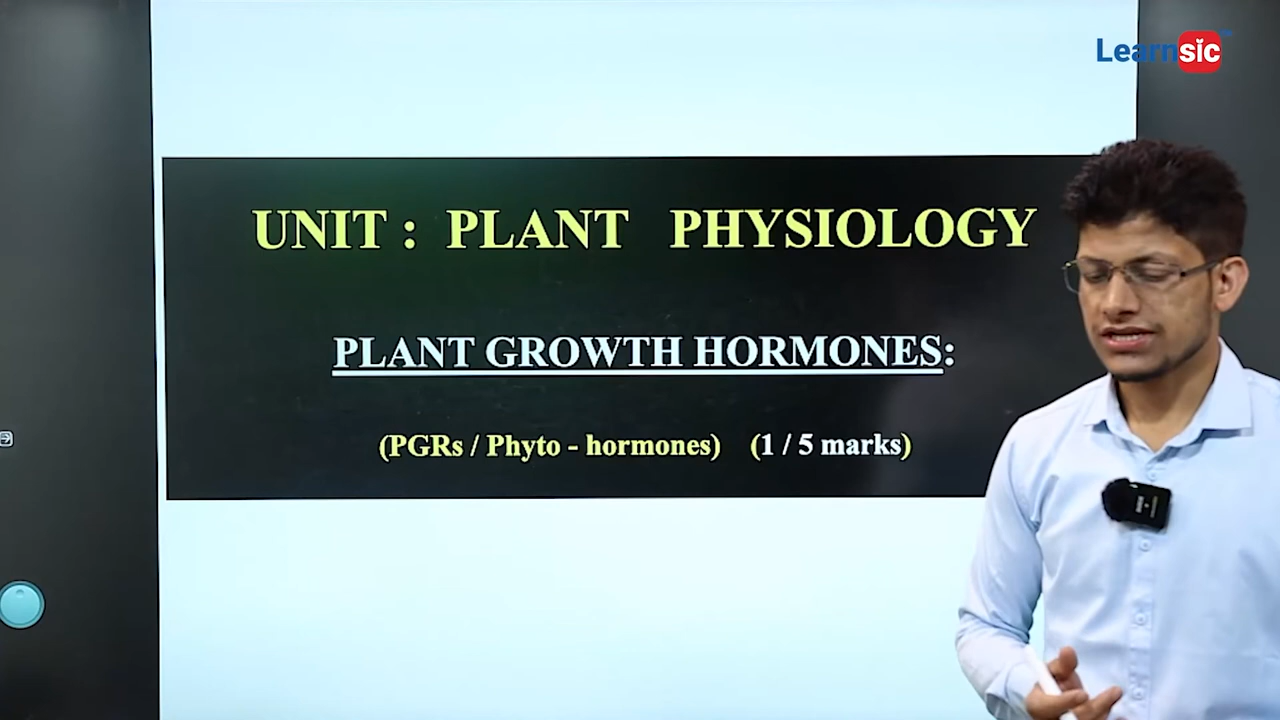 Learnsic
UNIT : PLANT PHYSIOLOGY
PLANT GROWTH HORMONES:
(PGRs / Phyto - hormones) (1 / 5 marks)